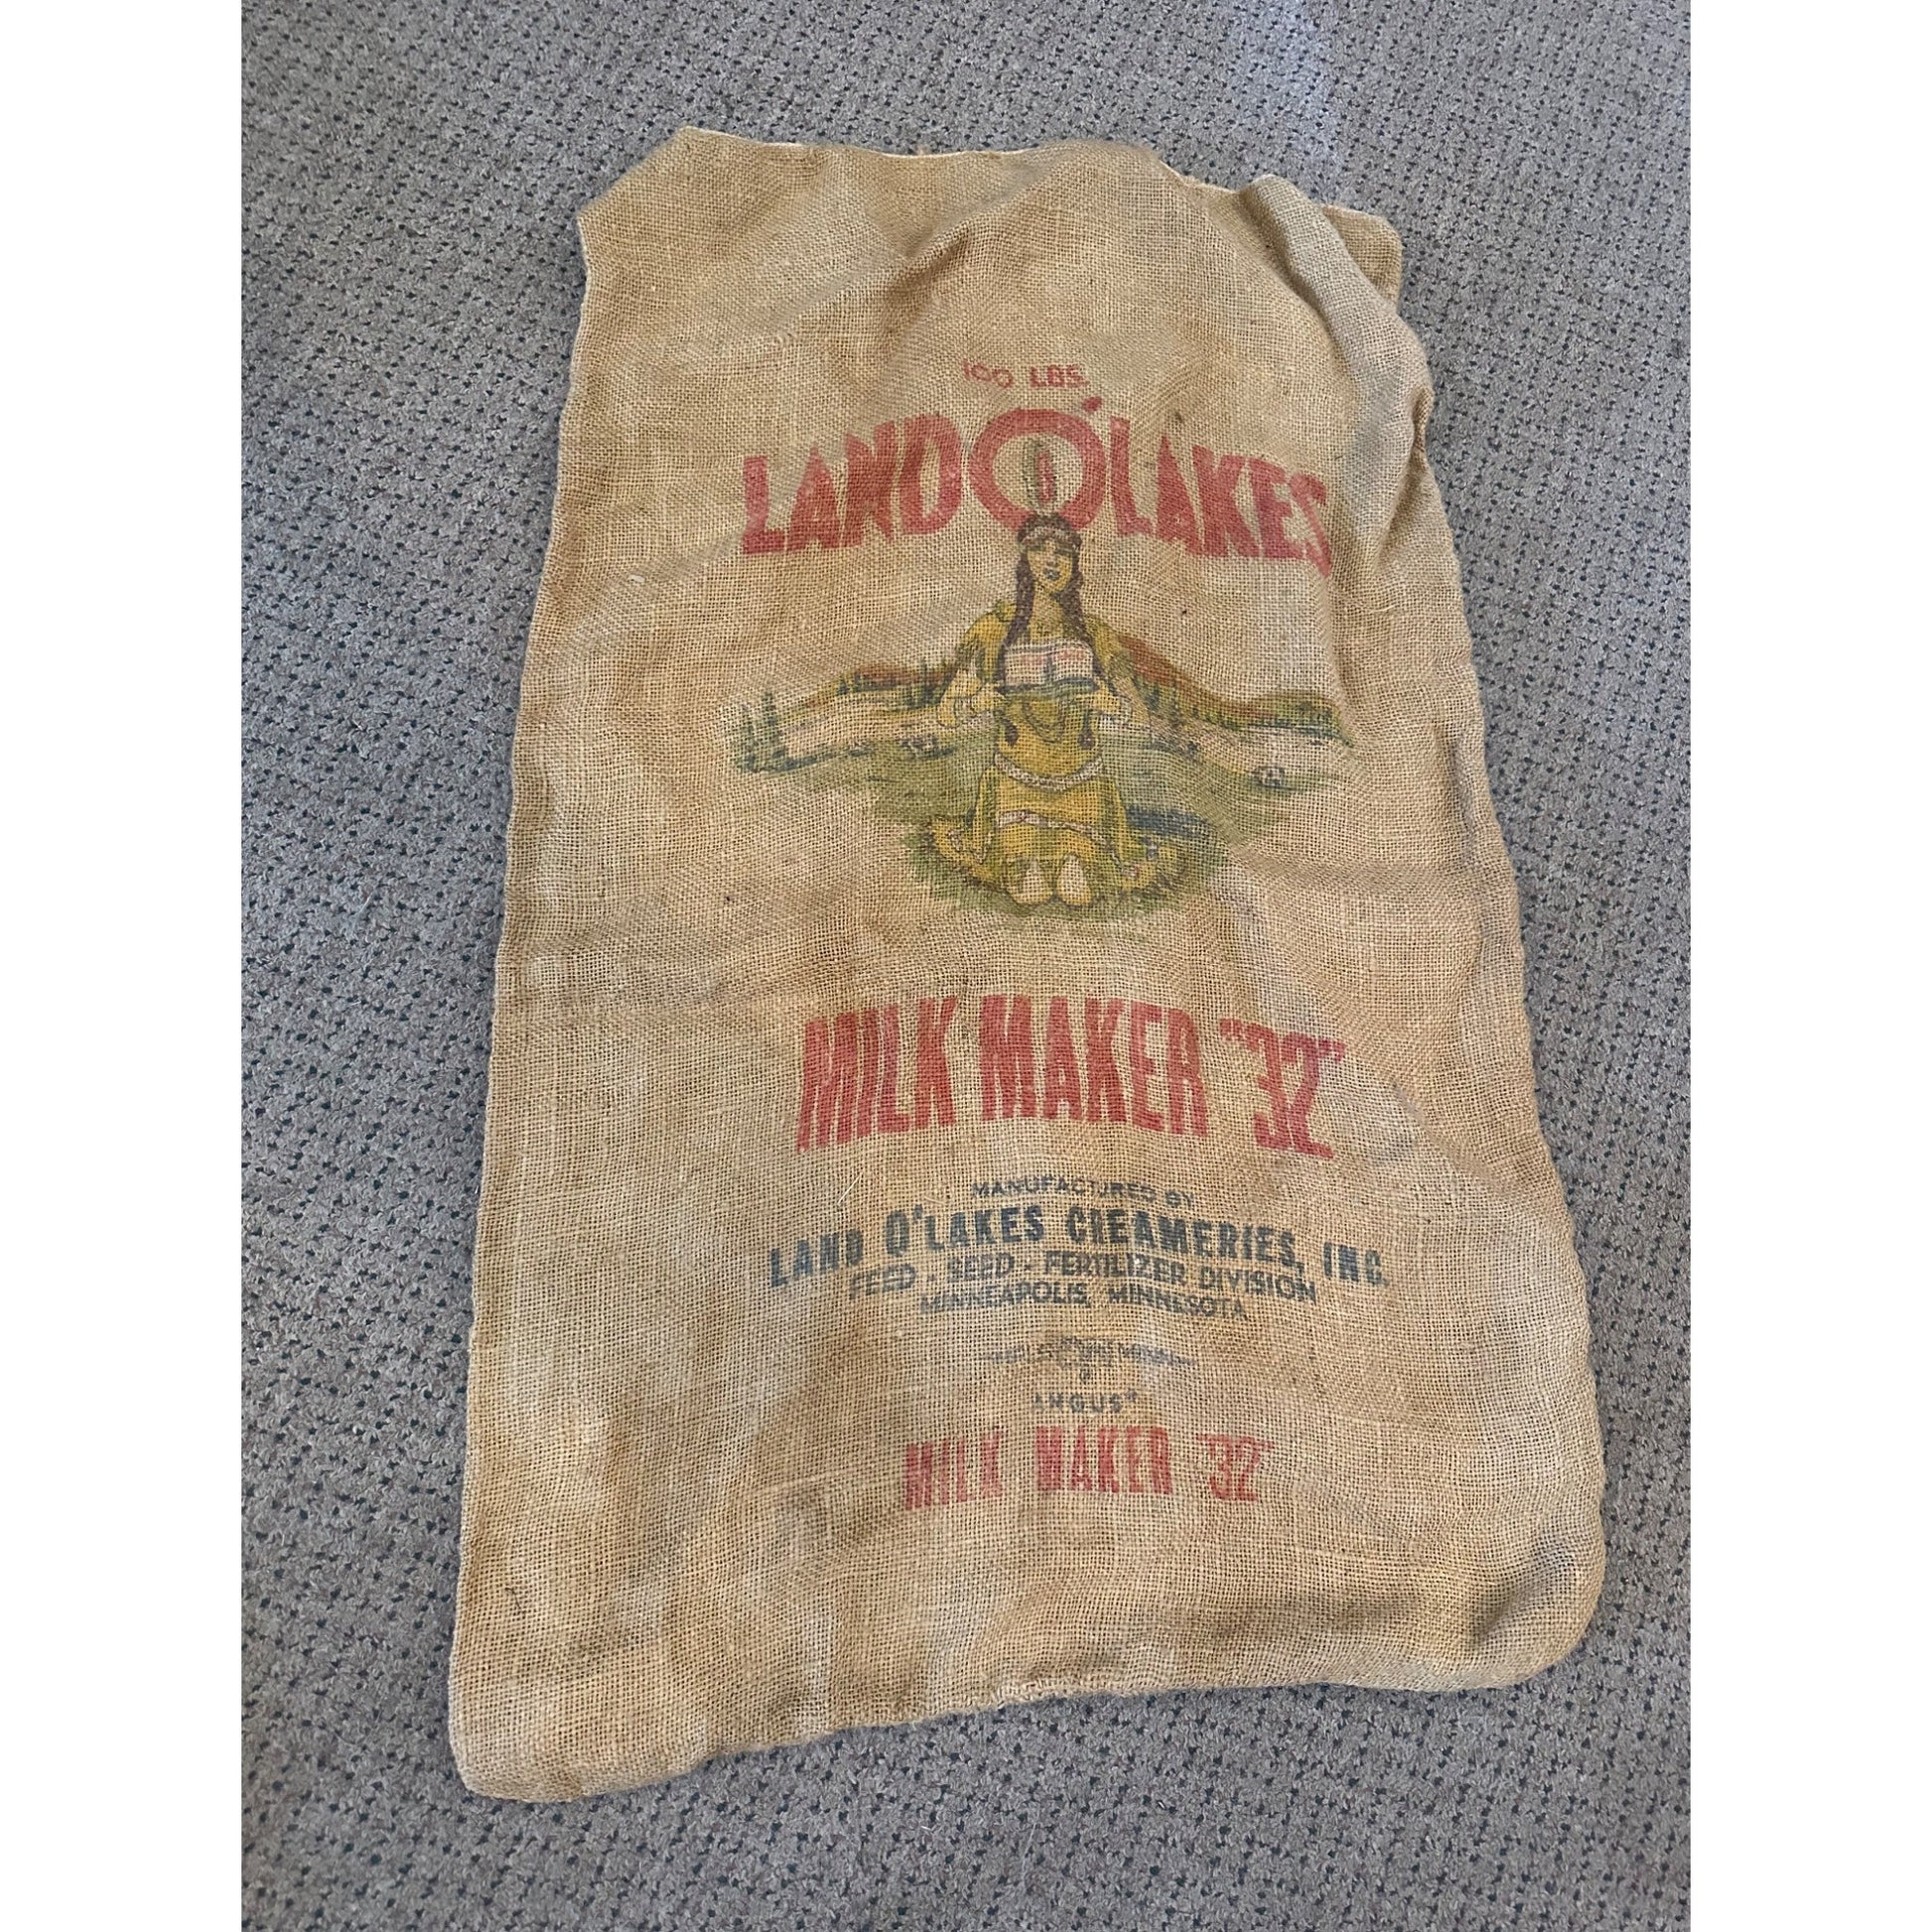 100 LBS.
LAND O'LAKES
MILK MAKER "32"
MANUFACTURED BY
LAND O'LAKES CREAMERIES, INC.
FEED - SEED - FERTILIZER DIVISION
MINNEAPOLIS, MINNESOTA
ANGUS
MILK MAKER "32"